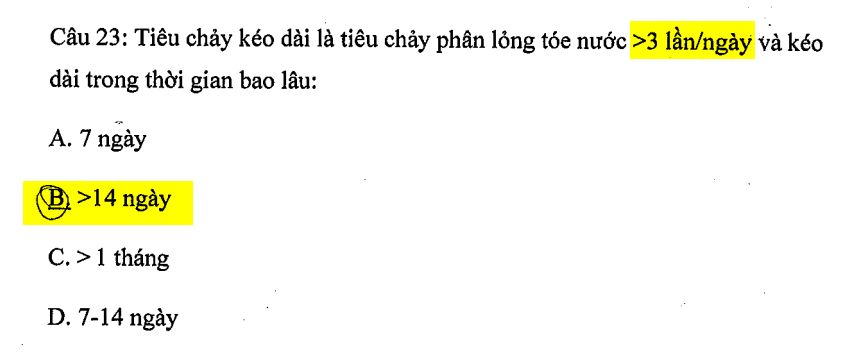 Câu 23: Tiêu chảy kéo dài là tiêu chảy phân lỏng tóe nước >3 lần/ngày và kéo
dài trong thời gian bao lâu:
A. 7 ngày
B. >14 ngày
C. > 1 tháng
D. 7-14 ngày